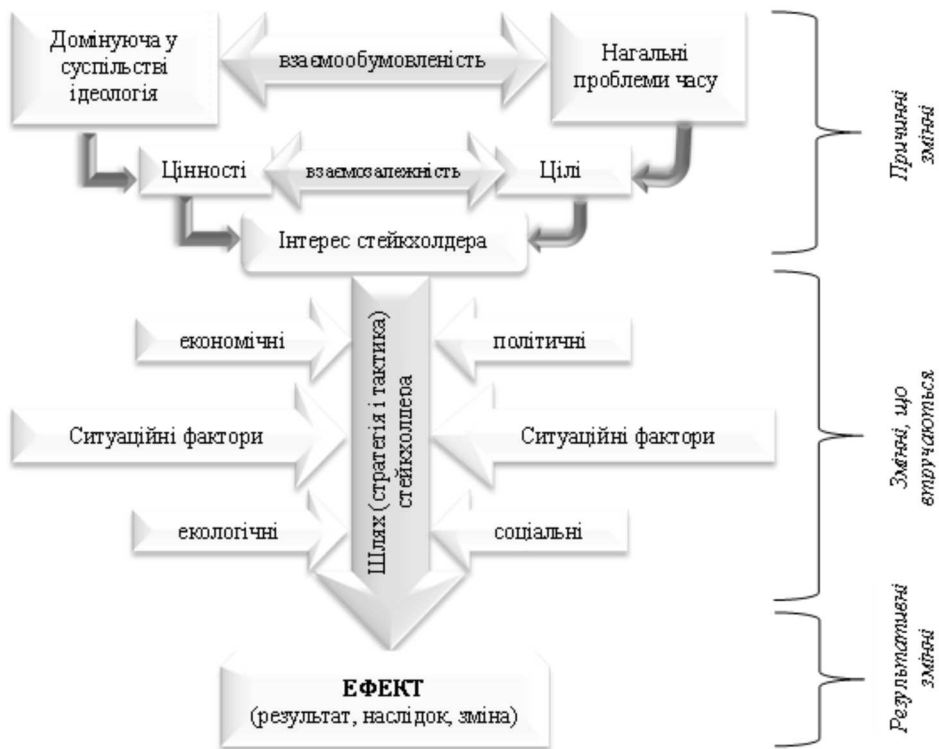 Домінуюча у
суспільстві
ідеологія
взаємообумовленість
Нагальні
проблеми часу
Причинні
змінні
Цінності
взаємозалежність
Цілі
Інтерес стейкхолдера
економічні
політичні
Шлях (стратегія і тактика)
стейкхолдера
Ситуаційні фактори
Ситуаційні фактори
Змінні, що
втручаються
екологічні
соціальні
ЕФЕКТ
(результат, наслідок, зміна)
Результативні
змінні